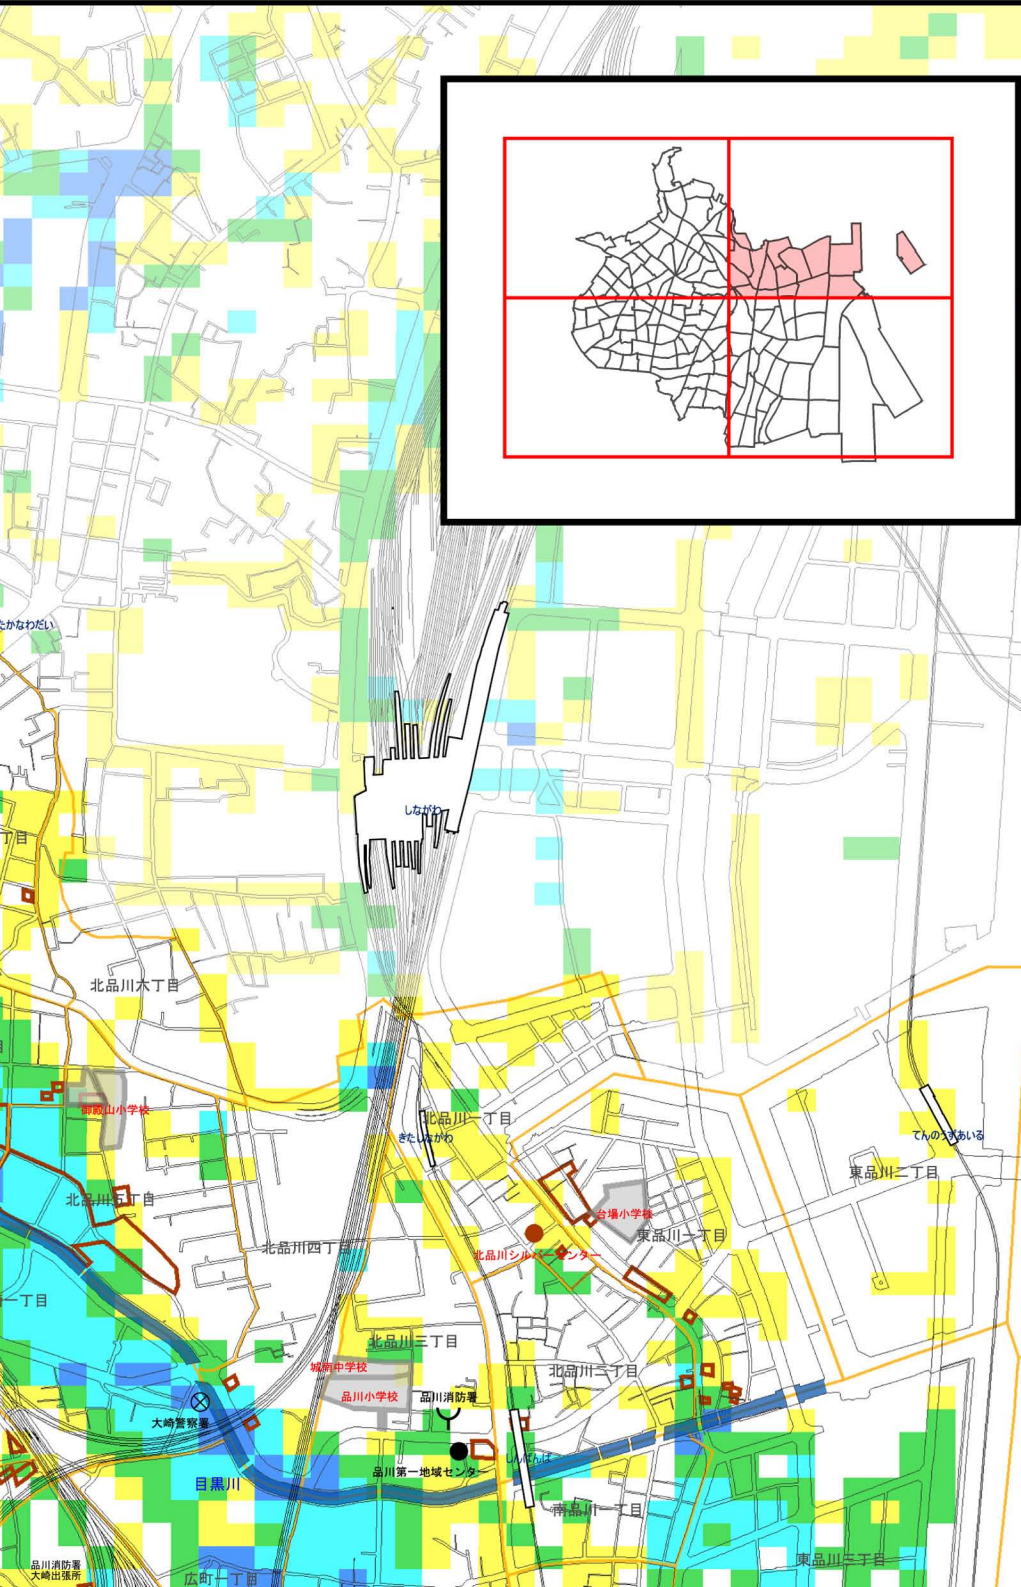 たかなわだい
しながわ
丁目
北品川六丁目
目
御殿山小学校
北品川一丁目
きたしながわ
てんのうずあいる
東品川二丁目
北品川五丁目
台場小学校
東品川一丁目
北品川四丁目
北品川シルバーセンター
一丁目
北品川三丁目
城南中学校
北品川二丁目
品川小学校
品川消防署
大崎警察署
しんばんば
品川第一地域センター
目黒川
南品川一丁目
品川消防署
大崎出張所
広町一丁目
東品川三丁目